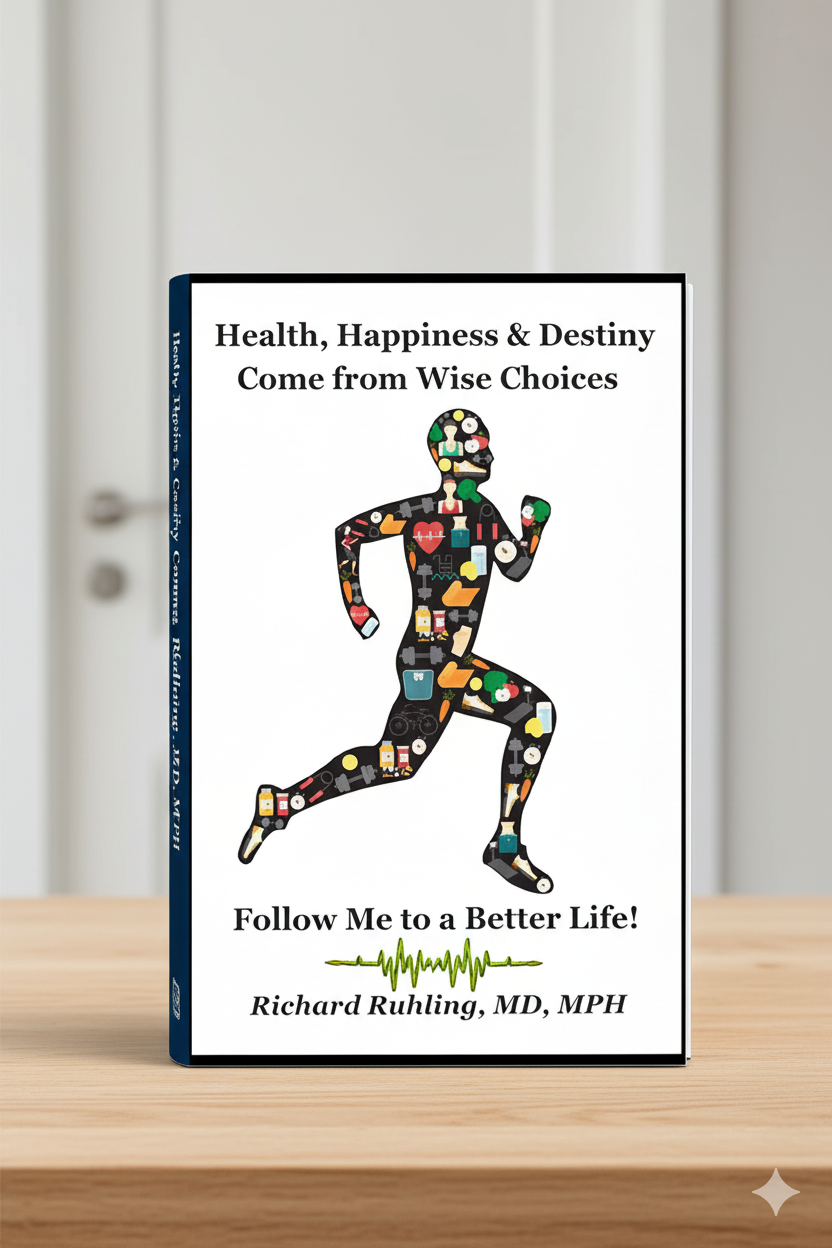 Health, Happiness & Destiny
Come from Wise Choices
Follow Me to a Better Life!
Richard Ruhling, MD, MPH